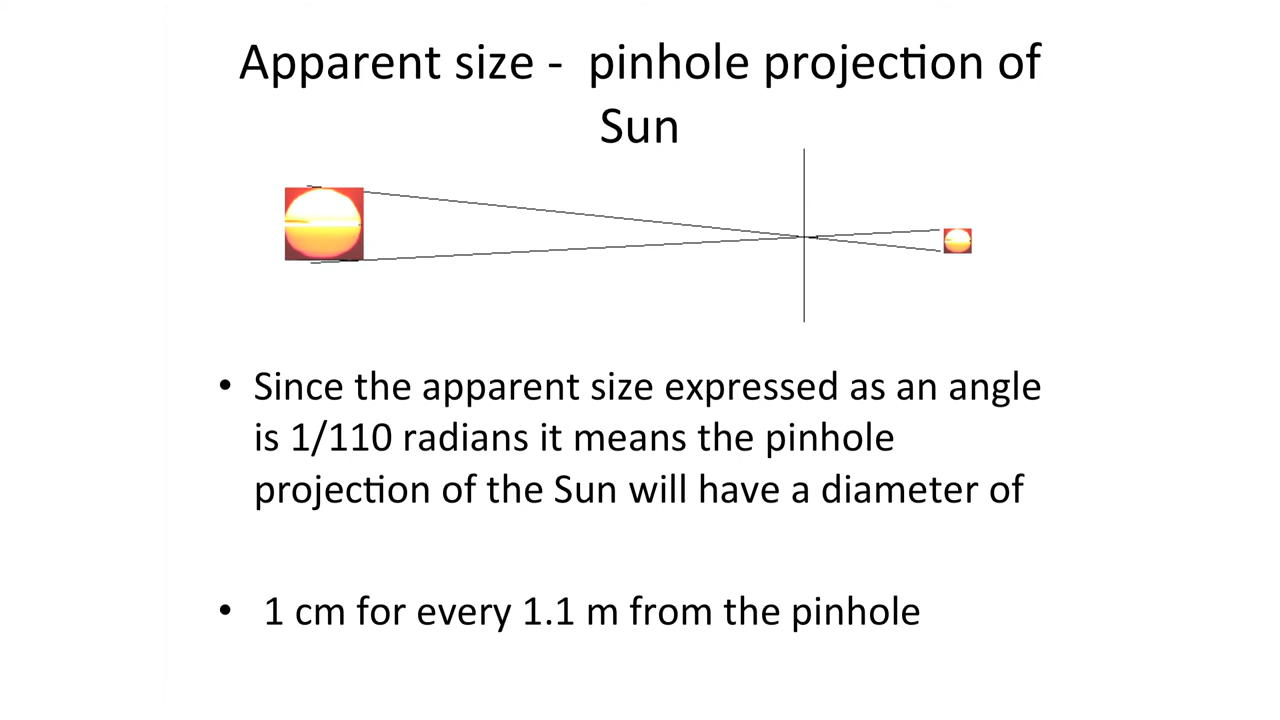 Apparent size -  pinhole projection of
Sun
• Since the apparent size expressed as an angle
is 1/110 radians it means the pinhole
projection of the Sun will have a diameter of
•  1 cm for every 1.1 m from the pinhole